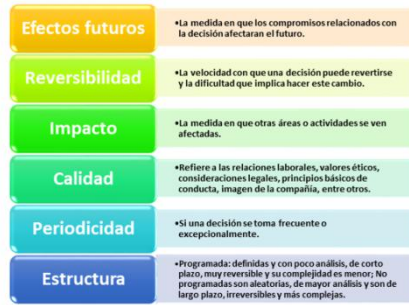 Efectos futuros
•La medida en que los compromisos relacionados con
la decisión afectaran el futuro.
Reversibilidad
•La velocidad con que una decisión puede revertirse
y la dificultad que implica hacer este cambio.
Impacto
•La medida en que otras áreas o actividades se ven
afectadas.
Calidad
•Refiere a las relaciones laborales, valores éticos,
consideraciones legales, principios básicos de
conducta, imagen de la compañía, entre otros.
Periodicidad
•Si una decisión se toma frecuente o
excepcionalmente.
Estructura
•Programada: definidas y con poco análisis, de corto
plazo, muy reversible y su complejidad es menor; No
programadas son aleatorias, de mayor análisis y son de
largo plazo, irreversibles y más complejas.